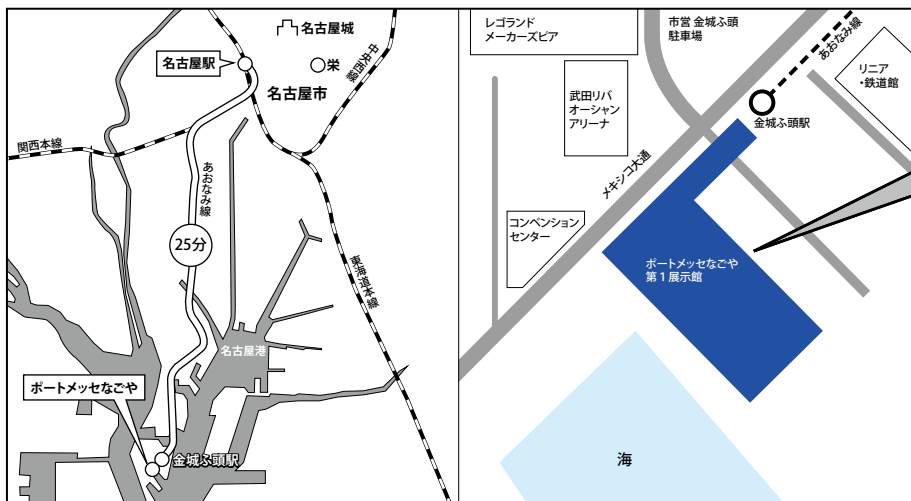 名古屋城
名古屋駅
栄
中央西線
名古屋市
関西本線
あおなみ線
25分
東海道本線
名古屋港
ポートメッセなごや
金城ふ頭駅
レゴランド
メーカーズピア
市営 金城ふ頭
駐車場
あおなみ線
リニア
・鉄道館
武田リバ
オーシャン
アリーナ
金城ふ頭駅
メキシコ大通
コンベンション
センター
ポートメッセなごや
第1展示館
海